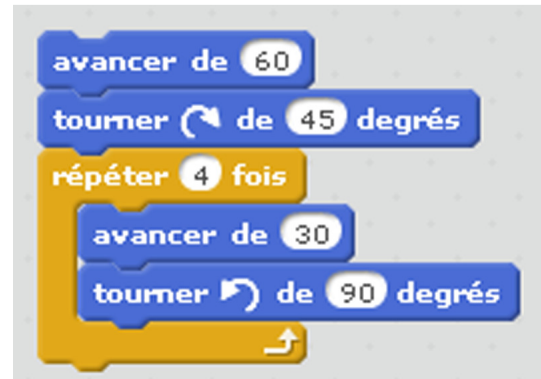 avancer de 60
tourner de 45 degrés
répéter 4 fois
avancer de 30
tourner de 90 degrés